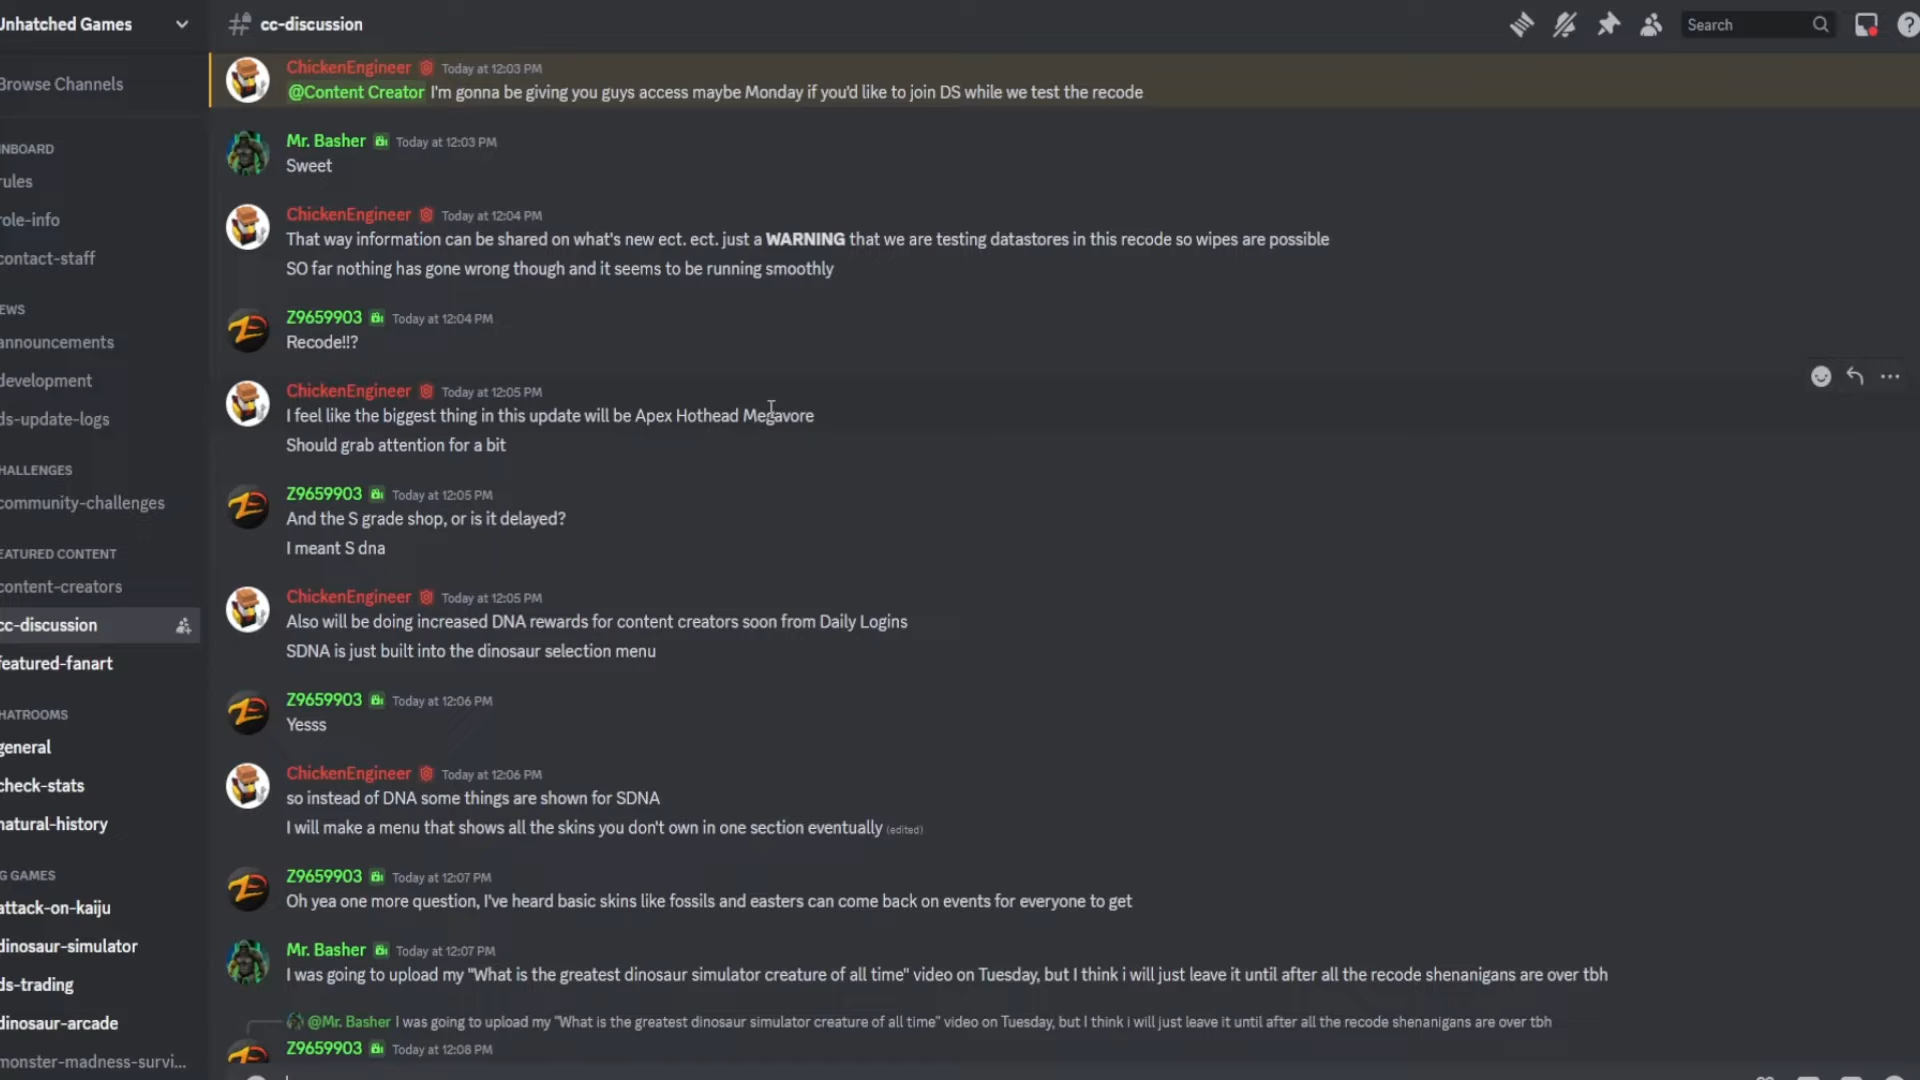 Unhatched Games
cc-discussion
Search
Browse Channels
INBOARD
rules
role-info
contact-staff
EWS
announcements
development
ds-update-logs
HALLENGES
community-challenges
EATURED CONTENT
content-creators
cc-discussion
featured-fanart
HATROOMS
general
check-stats
natural-history
G GAMES
attack-on-kaiju
dinosaur-simulator
ds-trading
dinosaur-arcade
monster-madness-survi...
ChickenEngineer Today at 12:03 PM
@Content Creator I'm gonna be giving you guys access maybe Monday if you'd like to join DS while we test the recode
Mr. Basher Today at 12:03 PM
Sweet
ChickenEngineer Today at 12:04 PM
That way information can be shared on what's new ect. ect. just a WARNING that we are testing datastores in this recode so wipes are possible
SO far nothing has gone wrong though and it seems to be running smoothly
Z9659903 Today at 12:04 PM
Recode!!?
ChickenEngineer Today at 12:05 PM
I feel like the biggest thing in this update will be Apex Hothead Megavore
Should grab attention for a bit
Z9659903 Today at 12:05 PM
And the S grade shop, or is it delayed?
I meant S dna
ChickenEngineer Today at 12:05 PM
Also will be doing increased DNA rewards for content creators soon from Daily Logins
SDNA is just built into the dinosaur selection menu
Z9659903 Today at 12:06 PM
Yesss
ChickenEngineer Today at 12:06 PM
so instead of DNA some things are shown for SDNA
I will make a menu that shows all the skins you don't own in one section eventually (edited)
Z9659903 Today at 12:07 PM
Oh yea one more question, I've heard basic skins like fossils and easters can come back on events for everyone to get
Mr. Basher Today at 12:07 PM
I was going to upload my "What is the greatest dinosaur simulator creature of all time" video on Tuesday, but I think i will just leave it until after all the recode shenanigans are over tbh
@Mr. Basher I was going to upload my "What is the greatest dinosaur simulator creature of all time" video on Tuesday, but I think i will just leave it until after all the recode shenanigans are over tbh
Z9659903 Today at 12:08 PM